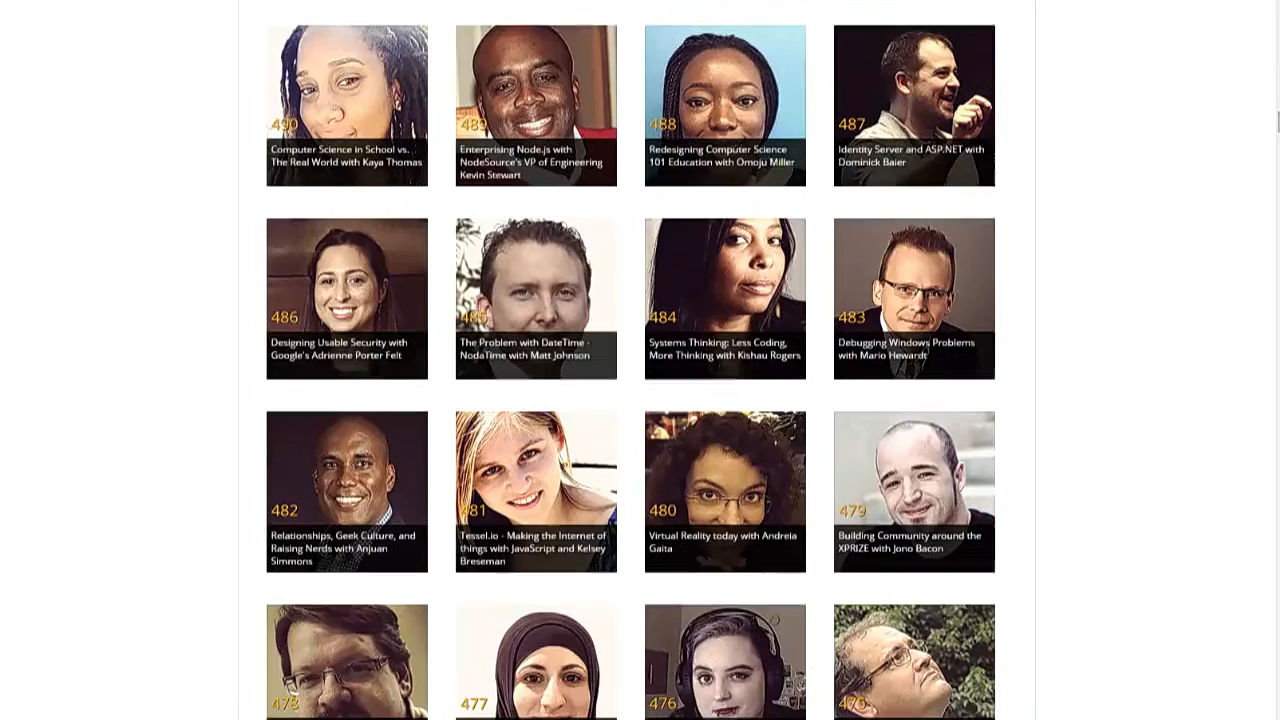 490
Computer Science in School vs.
The Real World with Kaya Thomas
489
Enterprising Node.js with
NodeSource's VP of Engineering
Kevin Stewart
488
Redesigning Computer Science
101 Education with Omoju Miller
487
Identity Server and ASP.NET with
Dominick Baier
486
Designing Usable Security with
Google's Adrienne Porter Felt
485
The Problem with DateTime -
NodaTime with Matt Johnson
484
Systems Thinking: Less Coding,
More Thinking with Kishau Rogers
483
Debugging Windows Problems
with Mario Hewardt
482
Relationships, Geek Culture, and
Raising Nerds with Anjuan
Simmons
481
Tessel.io - Making the Internet of
things with JavaScript and Kelsey
Breseman
480
Virtual Reality today with Andreia
Gaita
479
Building Community around the
XPRIZE with Jono Bacon
478
477
476
475